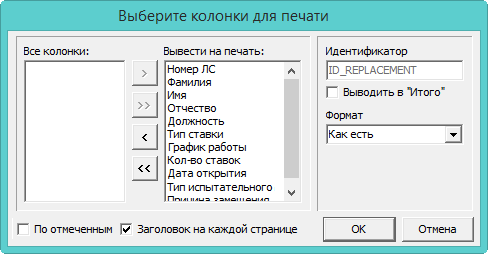 Выберите колонки для печати
Все колонки:
Вывести на печать:
Номер ЛС
Фамилия
Имя
Отчество
Должность
Тип ставки
График работы
Кол-во ставок
Дата открытия
Тип испытательного
Причина замещения
>
>>
<
<<
Идентификатор
ID_REPLACEMENT
Выводить в "Итого"
Формат
Как есть
По отмеченным
Заголовок на каждой странице
OK
Отмена